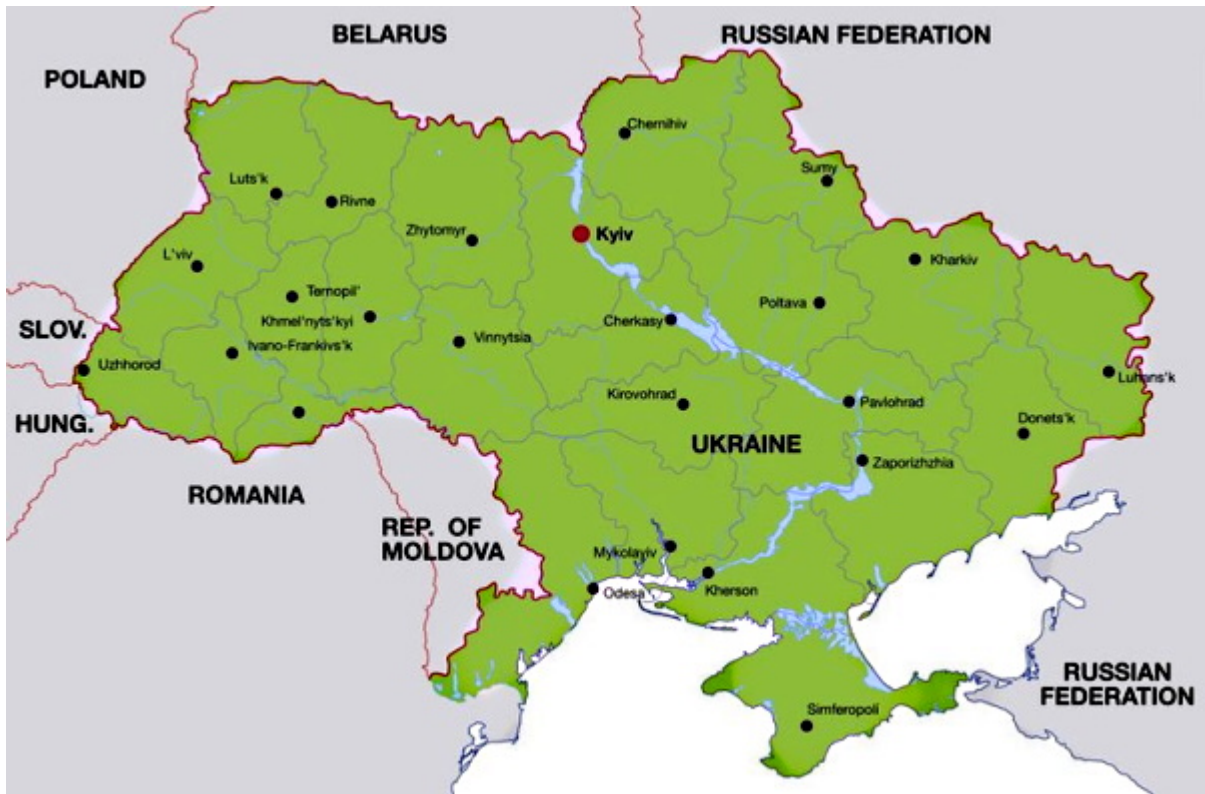 BELARUS
RUSSIAN FEDERATION
POLAND
Chernihiv
Sumy
Luts'k
Rivne
Zhytomyr
Kyiv
L'viv
Kharkiv
Ternopil'
Poltava
Khmel'nyts'kyi
Cherkasy
SLOV.
Ivano-Frankivs'k
Vinnytsia
Uzhhorod
Luhans'k
Kirovohrad
Pavlohrad
HUNG.
Donets'k
UKRAINE
Zaporizhzhia
ROMANIA
REP. OF
MOLDOVA
Mykolayiv
Kherson
Odesa
RUSSIAN
FEDERATION
Simferopoli